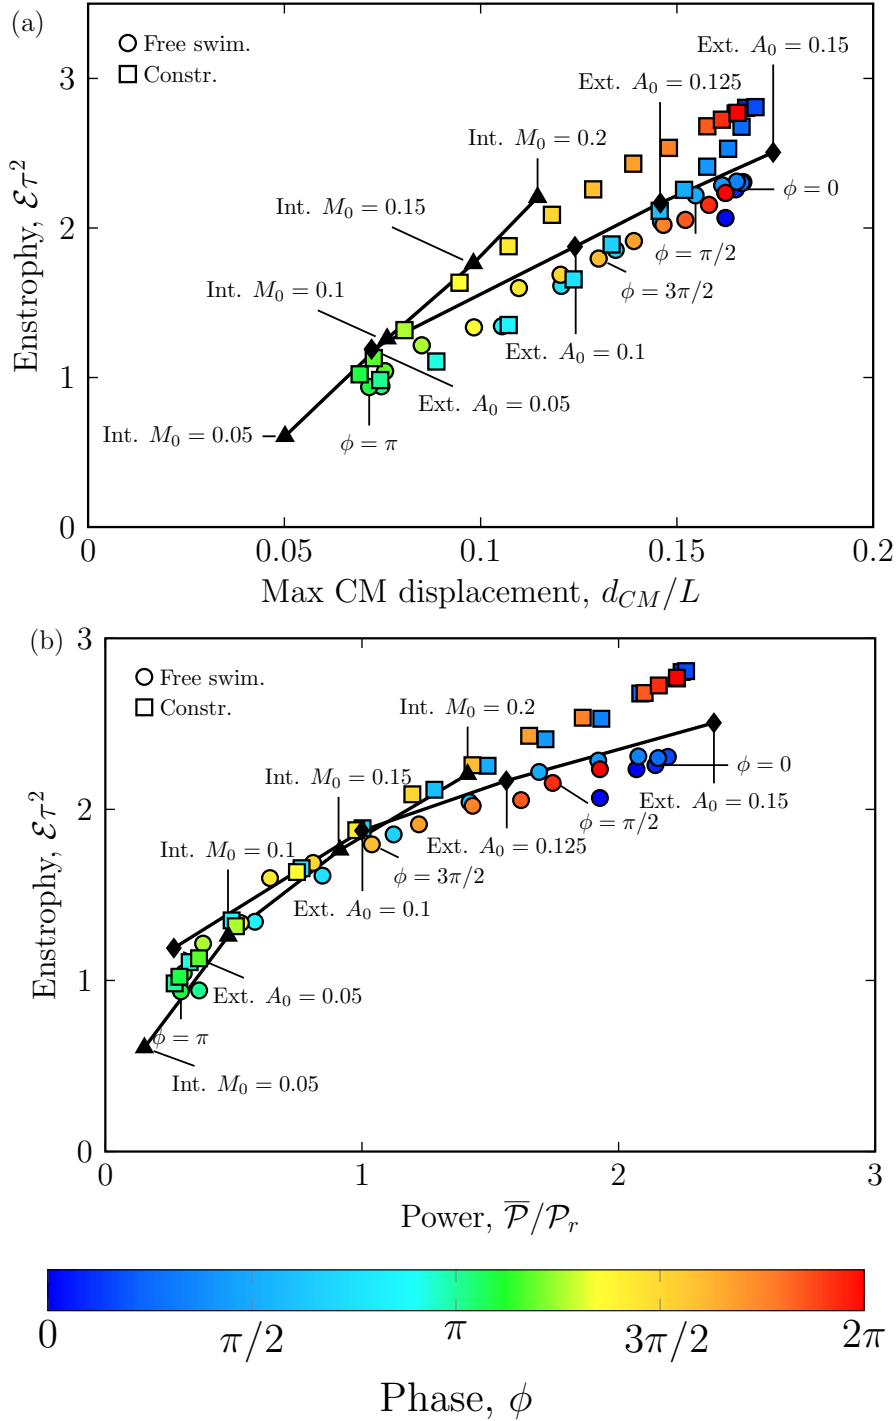 (a)
Free swim.
Constr.
Ext. A₀ = 0.15
Ext. A₀ = 0.125
Int. M₀ = 0.2
Int. M₀ = 0.15
ϕ = 0
ϕ = π/2
Int. M₀ = 0.1
ϕ = 3π/2
Ext. A₀ = 0.1
Ext. A₀ = 0.05
Int. M₀ = 0.05
ϕ = π
3
2
1
0
Enstrophy, ℰτ²
0 0.05 0.1 0.15 0.2
Max CM displacement, d_{CM}/L
(b)
Free swim.
Constr.
Int. M₀ = 0.2
Int. M₀ = 0.15
ϕ = 0
Ext. A₀ = 0.15
ϕ = π/2
Ext. A₀ = 0.125
Int. M₀ = 0.1
ϕ = 3π/2
Ext. A₀ = 0.1
Ext. A₀ = 0.05
ϕ = π
Int. M₀ = 0.05
3
2
1
0
Enstrophy, ℰτ²
0 1 2 3
Power, \overline{𝒫}/𝒫ᵣ
0 π/2 π 3π/2 2π
Phase, ϕ